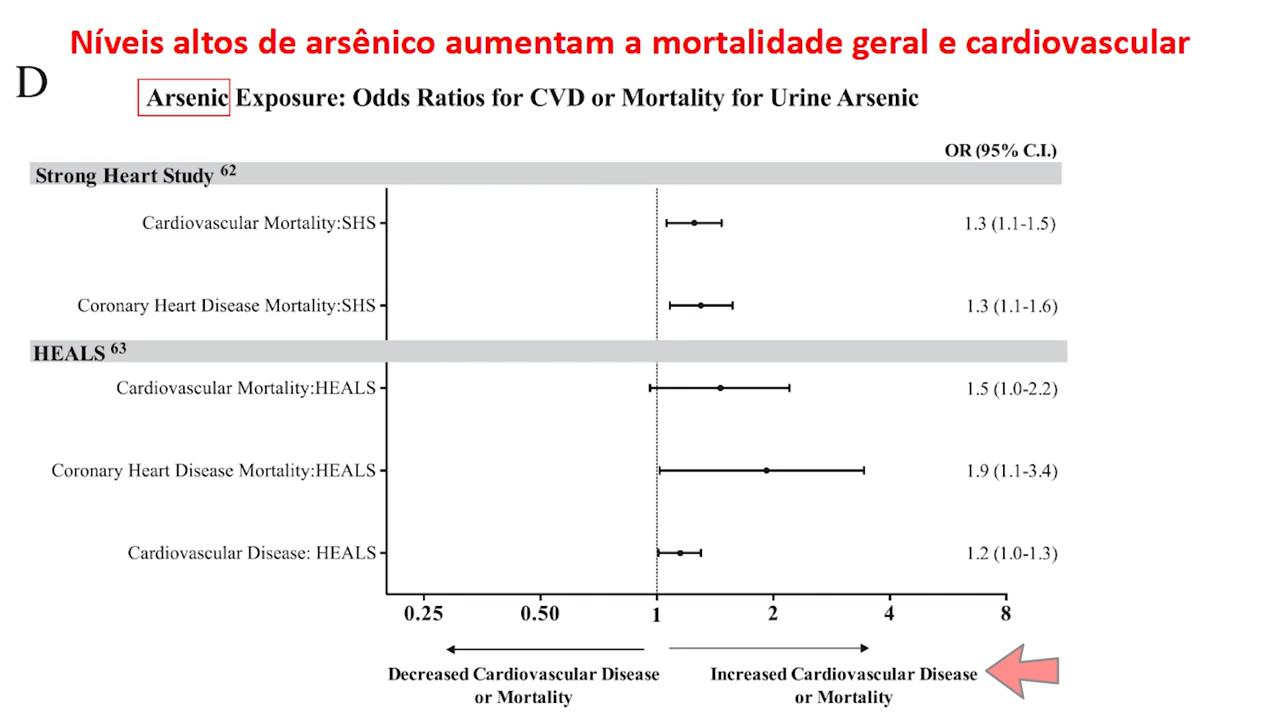 Níveis altos de arsênico aumentam a mortalidade geral e cardiovascular
D
Arsenic Exposure: Odds Ratios for CVD or Mortality for Urine Arsenic
OR (95% C.I.)
Strong Heart Study 62
Cardiovascular Mortality:SHS
1.3 (1.1-1.5)
Coronary Heart Disease Mortality:SHS
1.3 (1.1-1.6)
HEALS 63
Cardiovascular Mortality:HEALS
1.5 (1.0-2.2)
Coronary Heart Disease Mortality:HEALS
1.9 (1.1-3.4)
Cardiovascular Disease: HEALS
1.2 (1.0-1.3)
0.25 0.50 1 2 4 8
Decreased Cardiovascular Disease
or Mortality
Increased Cardiovascular Disease
or Mortality